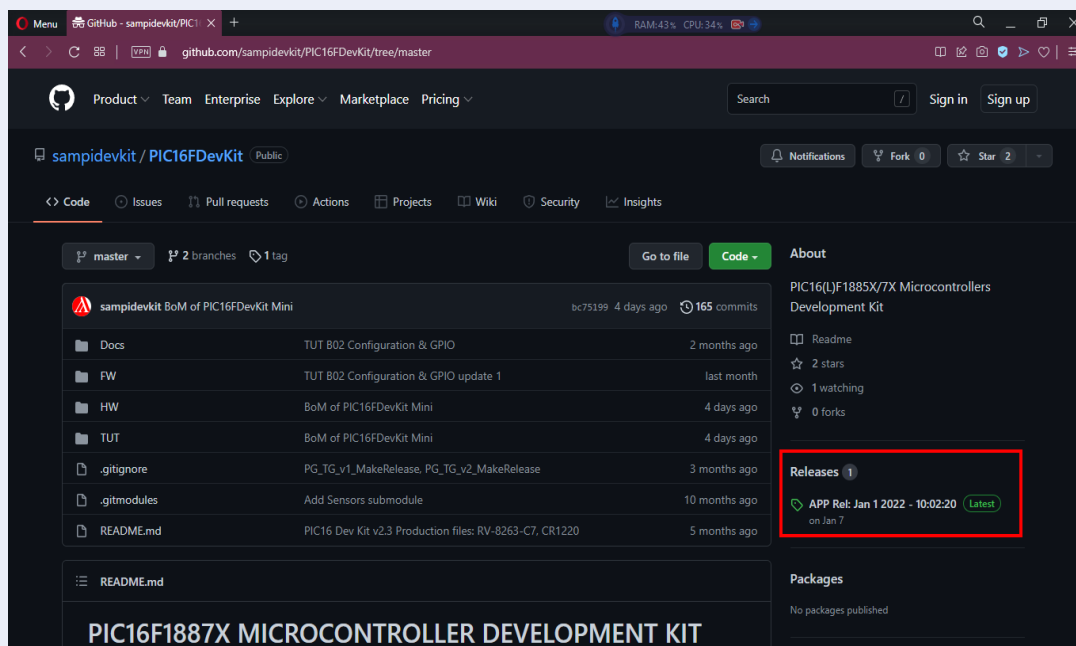 Menu GitHub - sampidevkit/PIC1 RAM:43% CPU:34%
VPN github.com/sampidevkit/PIC16FDevKit/tree/master
Product Team Enterprise Explore Marketplace Pricing Search / Sign in Sign up
sampidevkit / PIC16FDevKit Public Notifications Fork 0 Star 2
Code Issues Pull requests Actions Projects Wiki Security Insights
master 2 branches 1 tag Go to file Code
About
PIC16(L)F1885X/7X Microcontrollers
Development Kit
Readme
2 stars
1 watching
0 forks
sampidevkit BoM of PIC16FDevKit Mini bc75199 4 days ago 165 commits
Docs TUT B02 Configuration & GPIO 2 months ago
FW TUT B02 Configuration & GPIO update 1 last month
HW BoM of PIC16FDevKit Mini 4 days ago
TUT BoM of PIC16FDevKit Mini 4 days ago
.gitignore PG_TG_v1_MakeRelease, PG_TG_v2_MakeRelease 3 months ago
.gitmodules Add Sensors submodule 10 months ago
README.md PIC16 Dev Kit v2.3 Production files: RV-8263-C7, CR1220 5 months ago
Releases 1
APP Rel: Jan 1 2022 - 10:02:20 Latest
on Jan 7
Packages
No packages published
README.md
PIC16F1887X MICROCONTROLLER DEVELOPMENT KIT